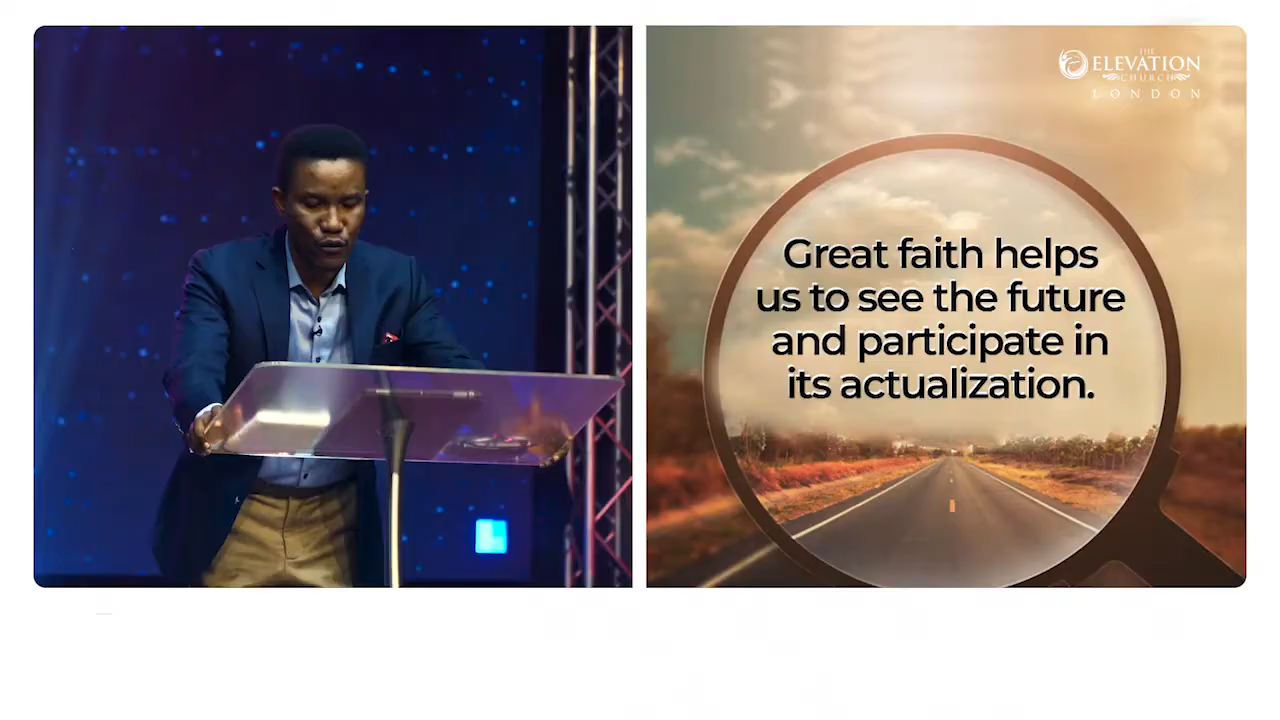 THE
ELEVATION
CHURCH
LONDON
Great faith helps
us to see the future
and participate in
its actualization.